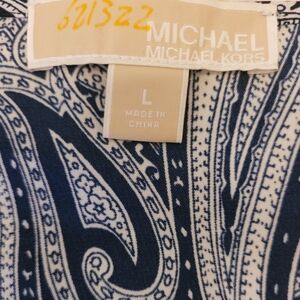 621322
MICHAEL
MICHAEL KORS
L
MADE IN
CHINA